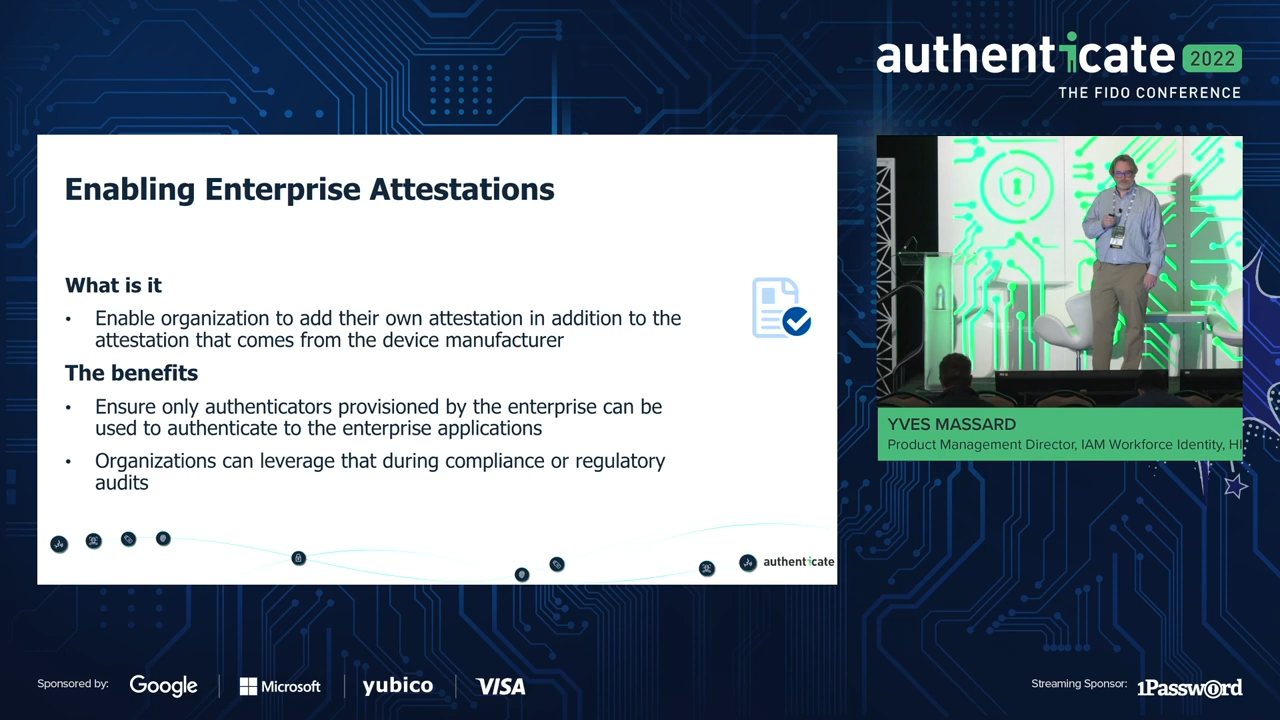 authenticate 2022
THE FIDO CONFERENCE
Enabling Enterprise Attestations
What is it
• Enable organization to add their own attestation in addition to the
attestation that comes from the device manufacturer
The benefits
• Ensure only authenticators provisioned by the enterprise can be
used to authenticate to the enterprise applications
• Organizations can leverage that during compliance or regulatory
audits
authenticate
YVES MASSARD
Product Management Director, IAM Workforce Identity, HI
Sponsored by:
Google
Microsoft
yubico
VISA
Streaming Sponsor:
1Password